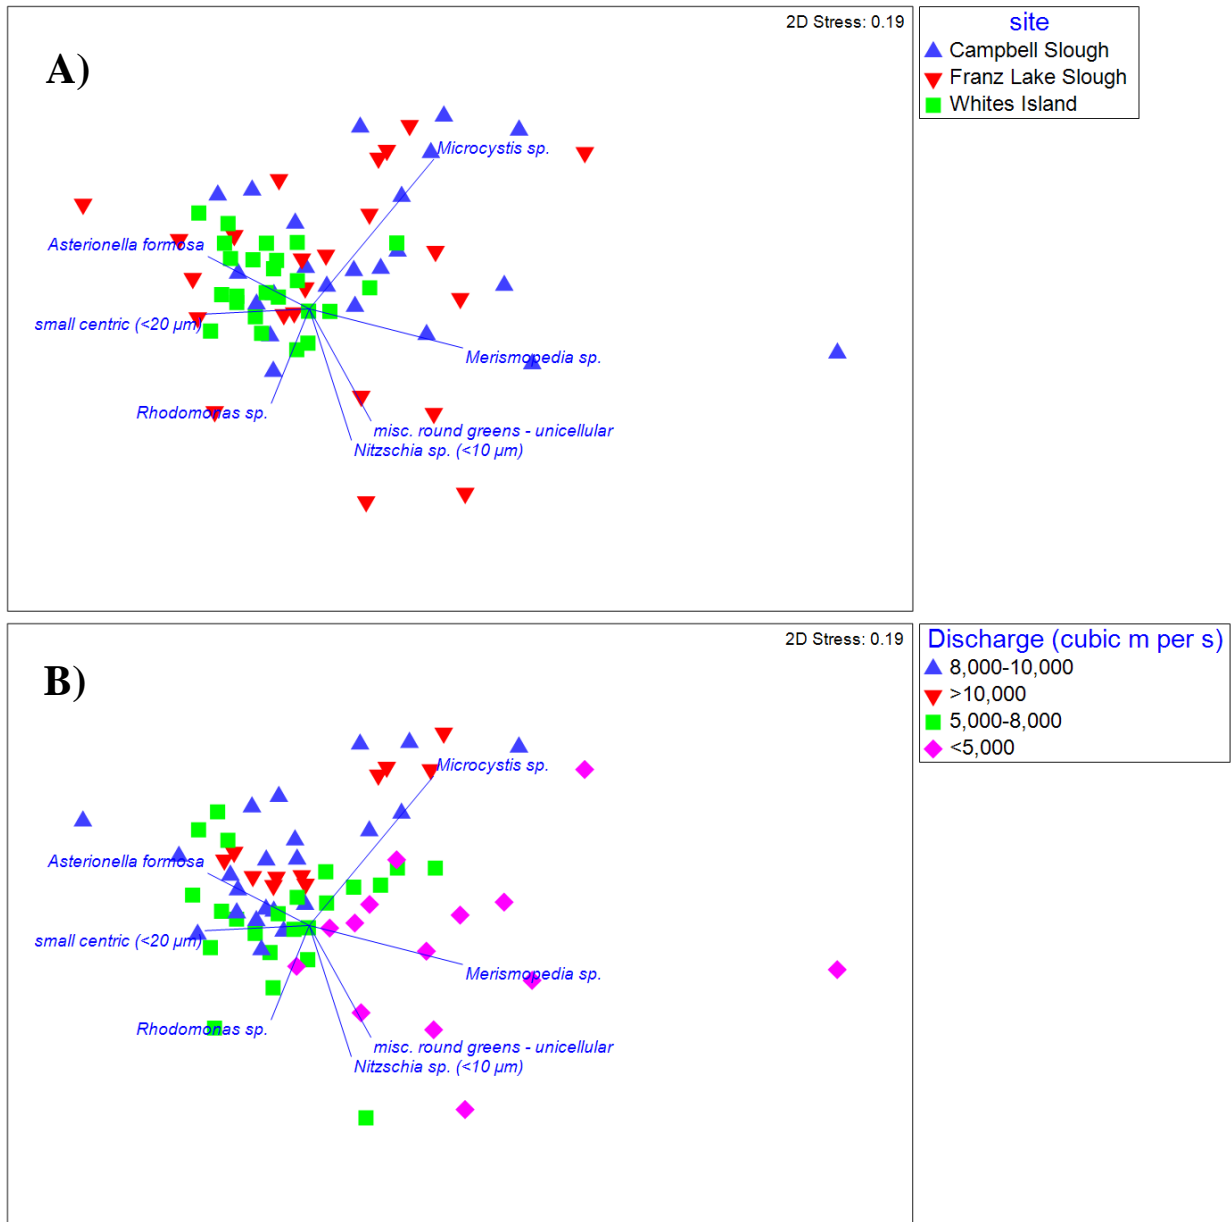 2D Stress: 0.19
A)
site
Campbell Slough
Franz Lake Slough
Whites Island
Microcystis sp.
Asterionella formosa
small centric (<20 µm)
Merismopedia sp.
Rhodomonas sp.
misc. round greens - unicellular
Nitzschia sp. (<10 µm)
2D Stress: 0.19
B)
Discharge (cubic m per s)
8,000-10,000
>10,000
5,000-8,000
<5,000
Microcystis sp.
Asterionella formosa
small centric (<20 µm)
Merismopedia sp.
Rhodomonas sp.
misc. round greens - unicellular
Nitzschia sp. (<10 µm)